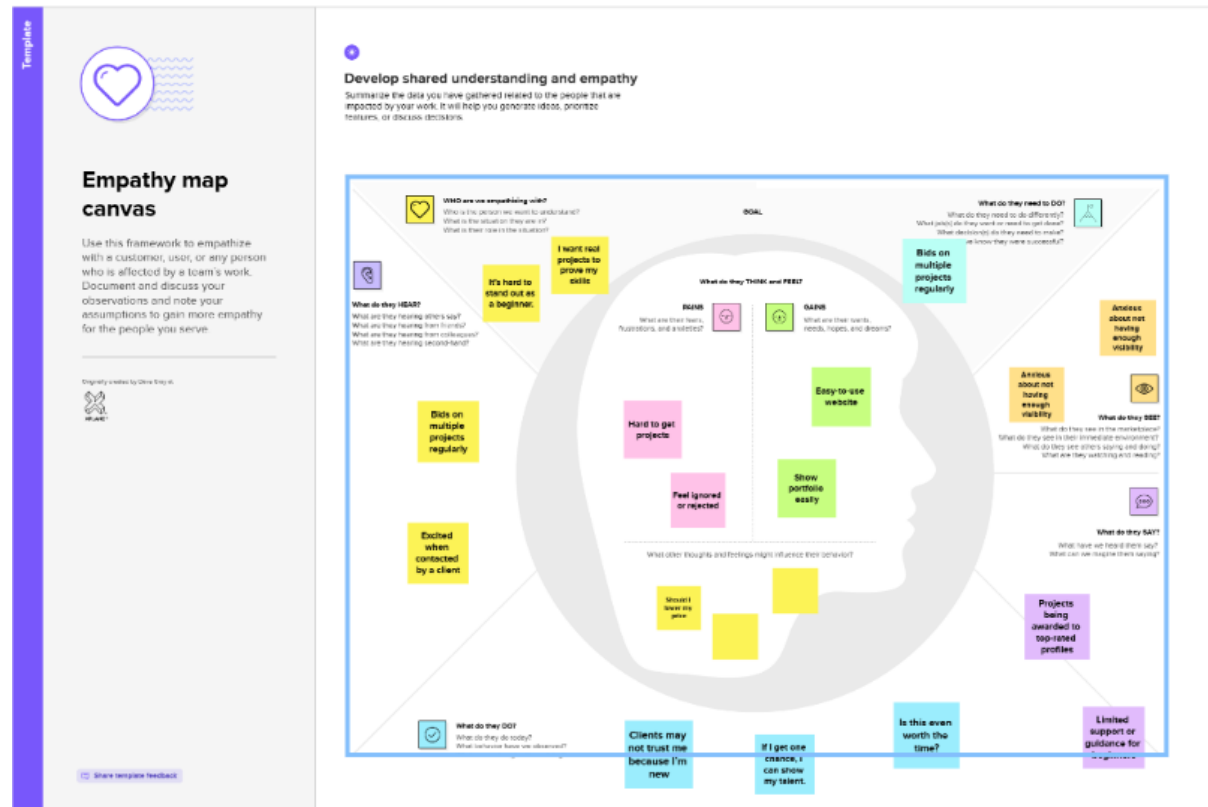 Template
Empathy map
canvas
Use this framework to empathize
with a customer, user, or any person
who is affected by a team's work.
Document and discuss your
observations and note your
assumptions to gain more empathy
for the people you serve.
Originally created by Dave Gray at
XPLANE
Share template feedback
Develop shared understanding and empathy
Summarize the data you have gathered related to the people that are
impacted by your work. It will help you generate ideas, prioritize
features, or discuss decisions.
WHO are we empathizing with?
Who is the person we want to understand?
What is the situation they are in?
What is their role in the situation?
GOAL
What do they need to DO?
What do they need to do differently?
What job(s) do they want or need to get done?
What decision(s) do they need to make?
we know they were successful?
I want real
projects to
prove my
skills
It's hard to
stand out as
a beginner.
Bids on
multiple
projects
regularly
What do they HEAR?
What are they hearing others say?
What are they hearing from friends?
What are they hearing from colleagues?
What are they hearing second-hand?
What do they THINK and FEEL?
PAINS
What are their fears,
frustrations, and anxieties?
GAINS
What are their wants,
needs, hopes, and dreams?
Anxious
about not
having
enough
visibility
Anxious
about not
having
enough
visibility
What do they SEE?
What do they see in the marketplace?
What do they see in their immediate environment?
What do they see others saying and doing?
What are they watching and reading?
Bids on
multiple
projects
regularly
Hard to get
projects
Easy-to-use
website
Feel ignored
or rejected
Show
portfolio
easily
Excited
when
contacted
by a client
What do they SAY?
What have we heard them say?
What can we imagine them saying?
What other thoughts and feelings might influence their behavior?
Should I
lower my
price
Projects
being
awarded to
top-rated
profiles
What do they DO?
What do they do today?
What behavior have we observed?
Clients may
not trust me
because I'm
new
If I get one
chance, I
can show
my talent.
Is this even
worth the
time?
Limited
support or
guidance for
beginners